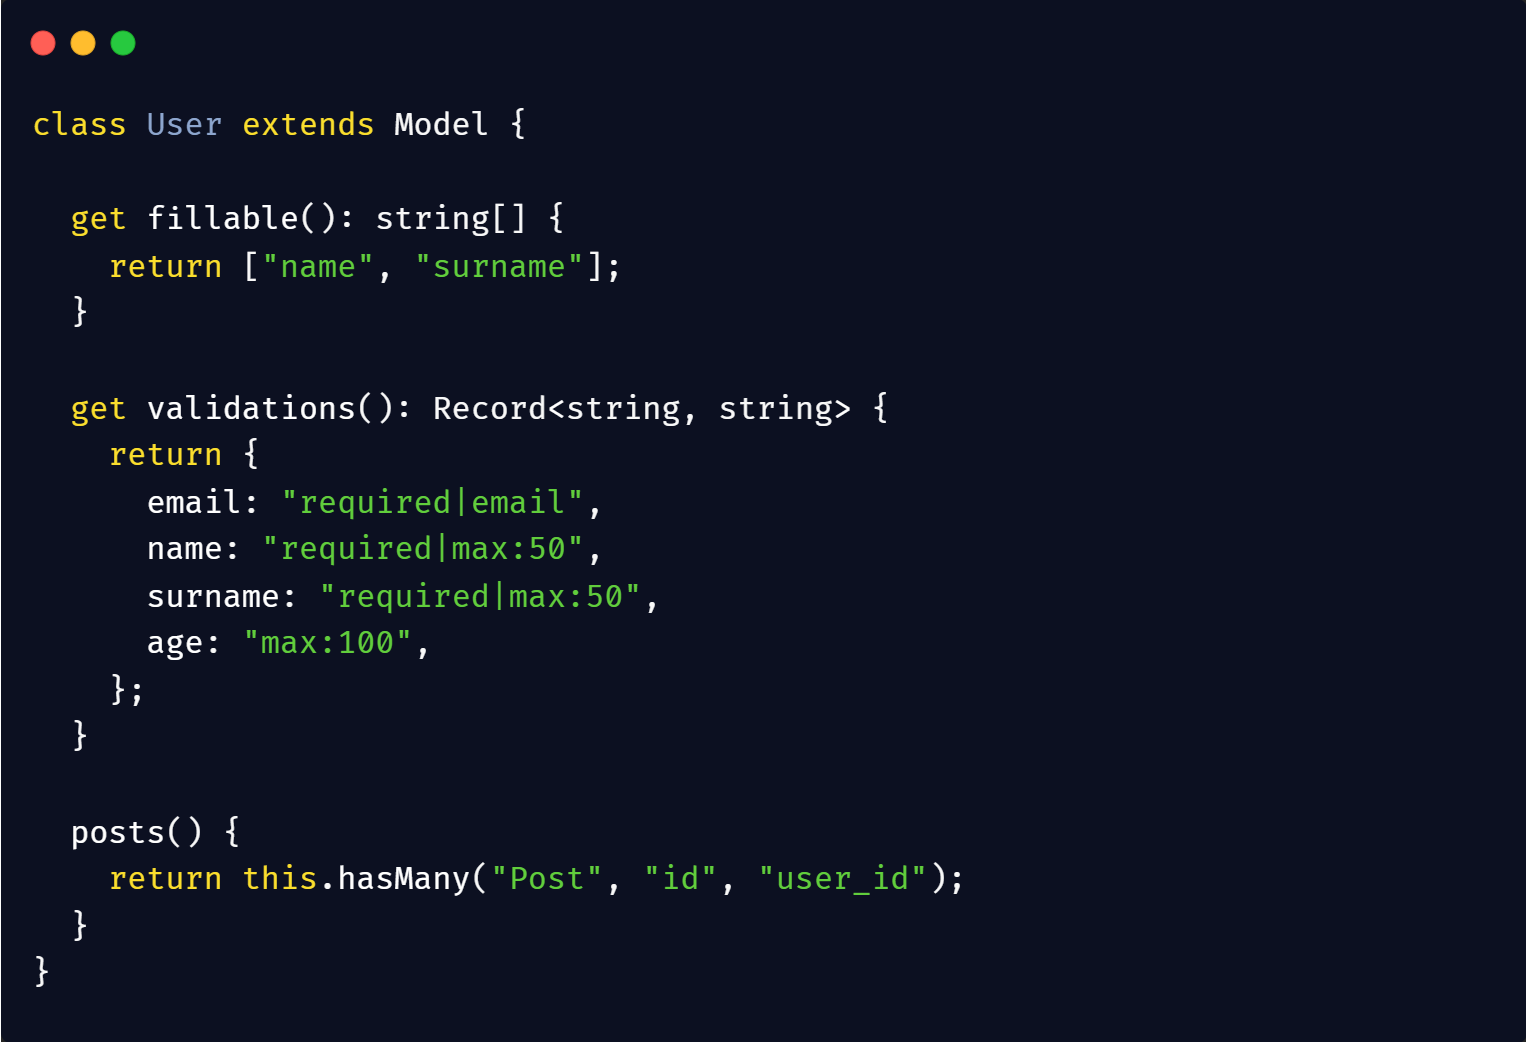 class User extends Model {

  get fillable(): string[] {
    return ["name", "surname"];
  }

  get validations(): Record<string, string> {
    return {
      email: "required|email",
      name: "required|max:50",
      surname: "required|max:50",
      age: "max:100",
    };
  }

  posts() {
    return this.hasMany("Post", "id", "user_id");
  }
}